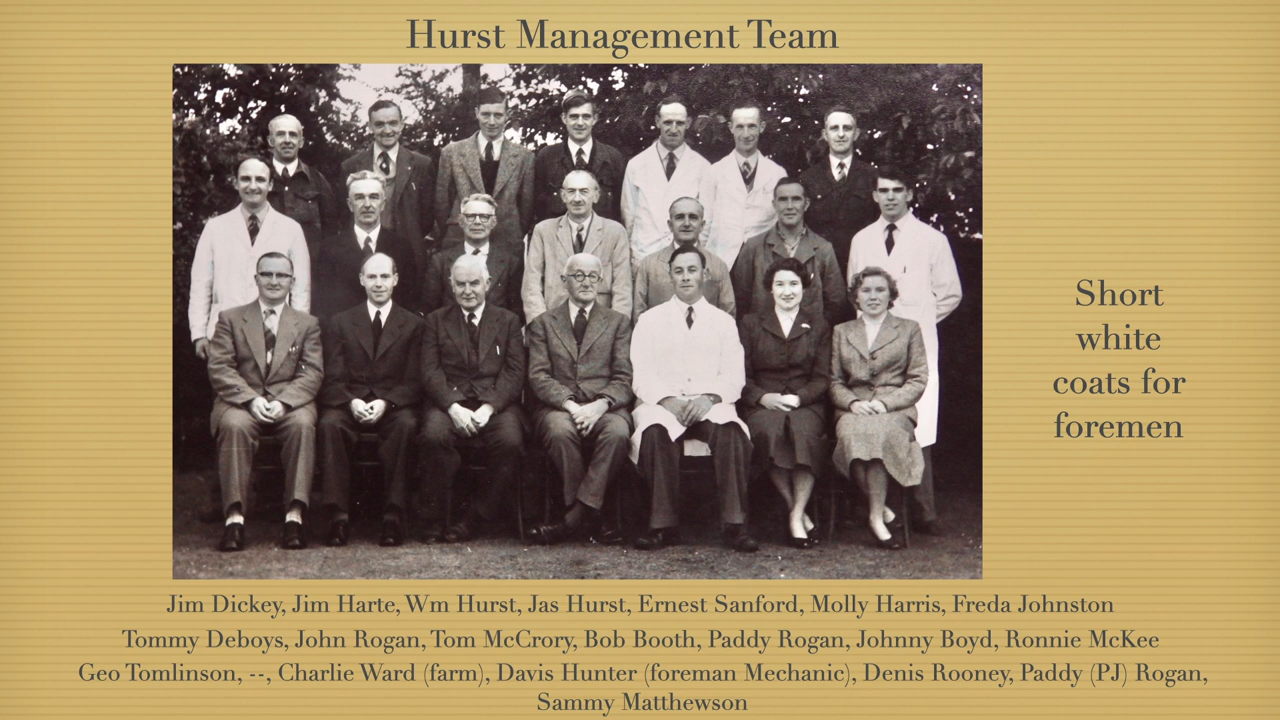 Hurst Management Team
Short
white
coats for
foremen
Jim Dickey, Jim Harte, Wm Hurst, Jas Hurst, Ernest Sanford, Molly Harris, Freda Johnston
Tommy Deboys, John Rogan, Tom McCrory, Bob Booth, Paddy Rogan, Johnny Boyd, Ronnie McKee
Geo Tomlinson, --, Charlie Ward (farm), Davis Hunter (foreman Mechanic), Denis Rooney, Paddy (PJ) Rogan,
Sammy Matthewson